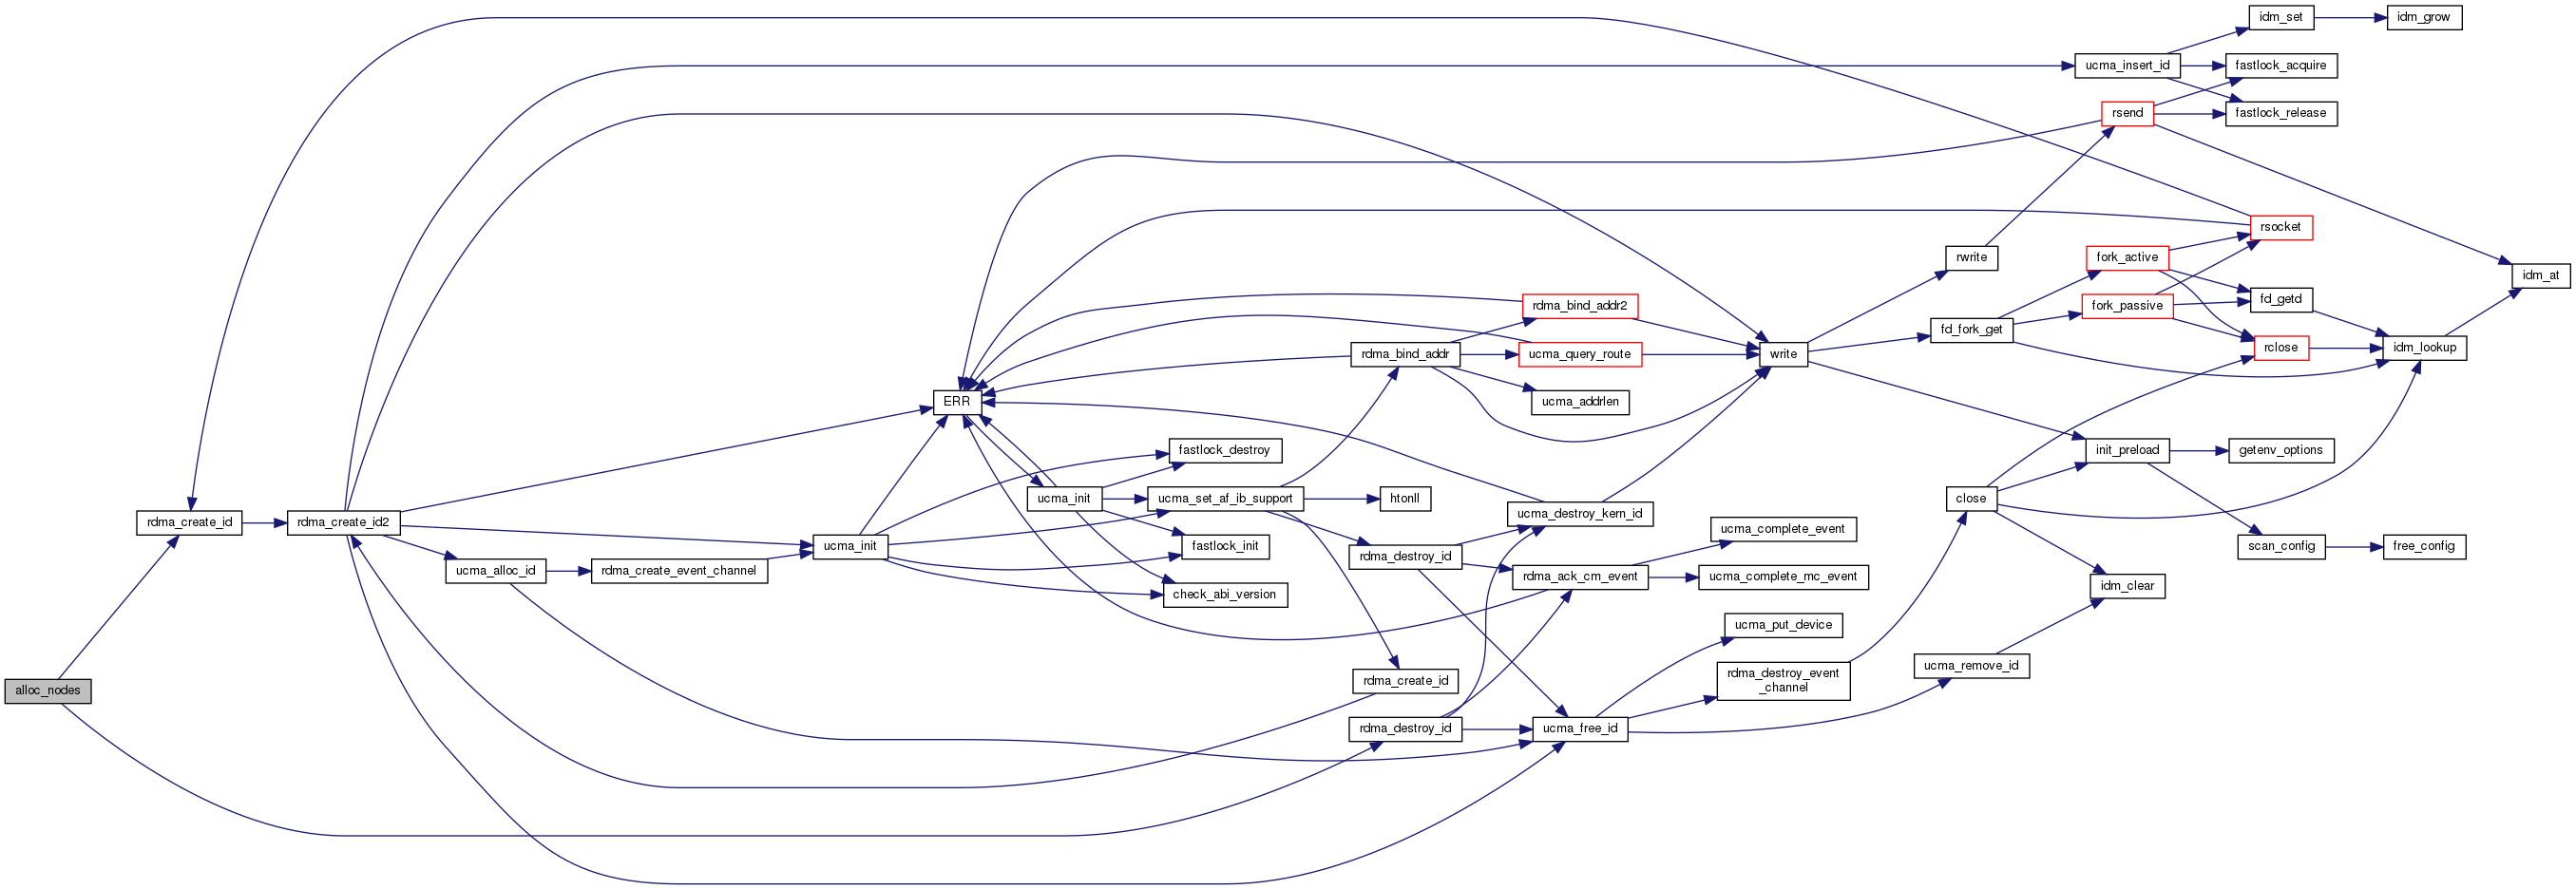 idm_set
idm_grow
ucma_insert_id
fastlock_acquire
rsend
fastlock_release
rsocket
rwrite
fork_active
idm_at
fd_getd
rdma_bind_addr2
fork_passive
fd_fork_get
rdma_bind_addr
ucma_query_route
write
rclose
idm_lookup
ERR
ucma_addrlen
fastlock_destroy
init_preload
getenv_options
ucma_init
ucma_set_af_ib_support
htonll
close
rdma_create_id
rdma_create_id2
ucma_destroy_kern_id
ucma_complete_event
ucma_init
fastlock_init
rdma_destroy_id
scan_config
free_config
ucma_alloc_id
rdma_create_event_channel
rdma_ack_cm_event
ucma_complete_mc_event
check_abi_version
idm_clear
ucma_put_device
ucma_remove_id
rdma_create_id
rdma_destroy_event
_channel
alloc_nodes
rdma_destroy_id
ucma_free_id